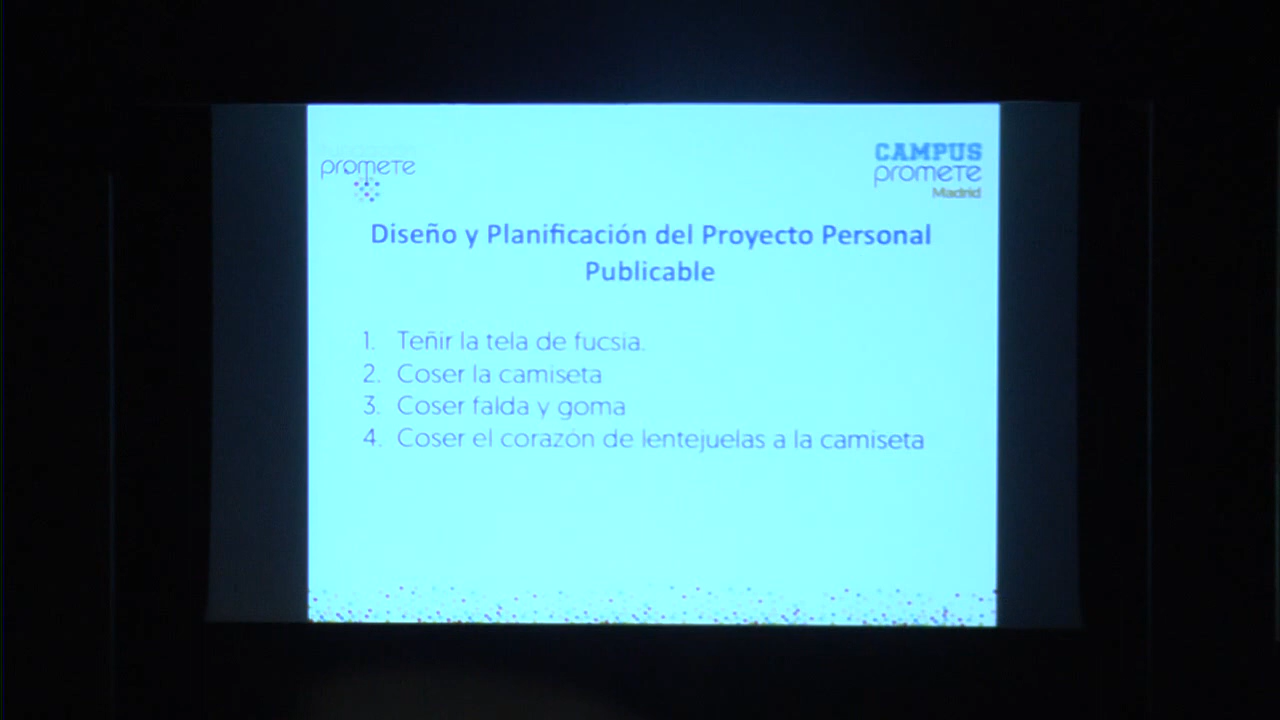 promete
CAMPUS
promete
Madrid
Diseño y Planificación del Proyecto Personal
Publicable
1. Teñir la tela de fucsia.
2. Coser la camiseta
3. Coser falda y goma
4. Coser el corazón de lentejuelas a la camiseta